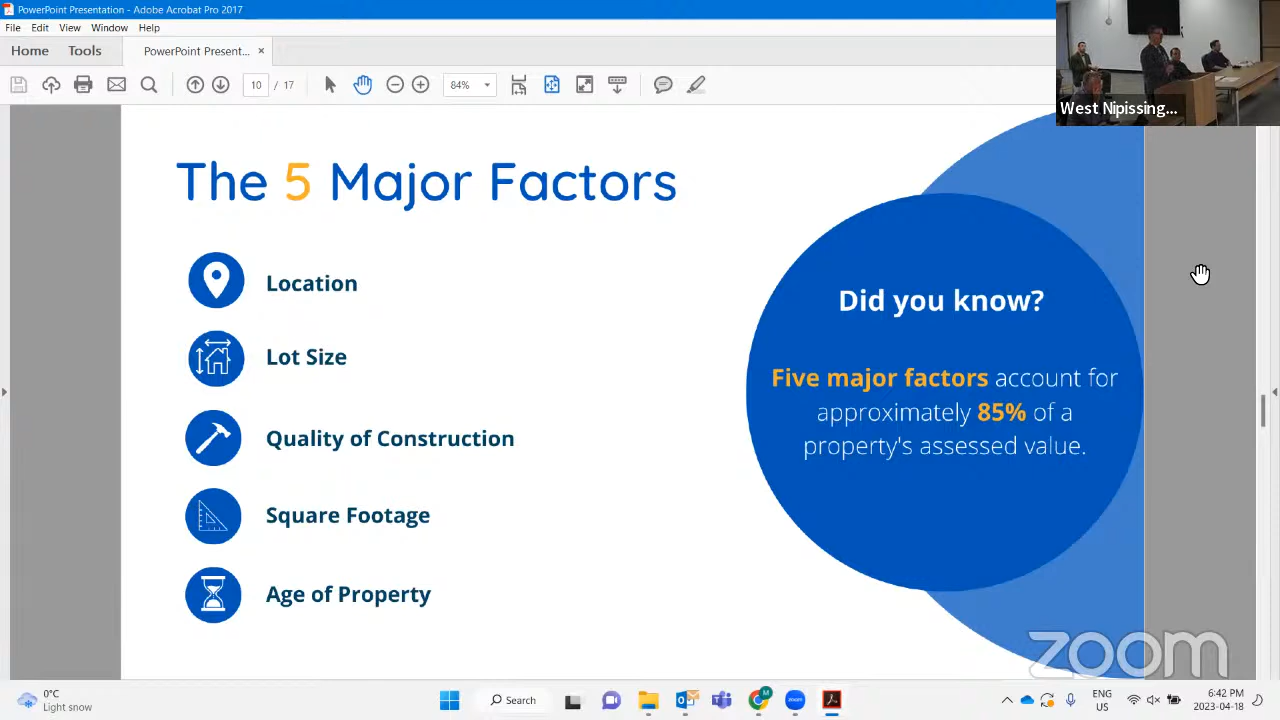 PowerPoint Presentation - Adobe Acrobat Pro 2017
File Edit View Window Help
Home Tools PowerPoint Present... ×
10 / 17 84%
West Nipissing...
The 5 Major Factors
Location
Lot Size
Quality of Construction
Square Footage
Age of Property
Did you know?
Five major factors account for
approximately 85% of a
property's assessed value.
zoom
0°C
Light snow
Search
ENG
US
6:42 PM
2023-04-18